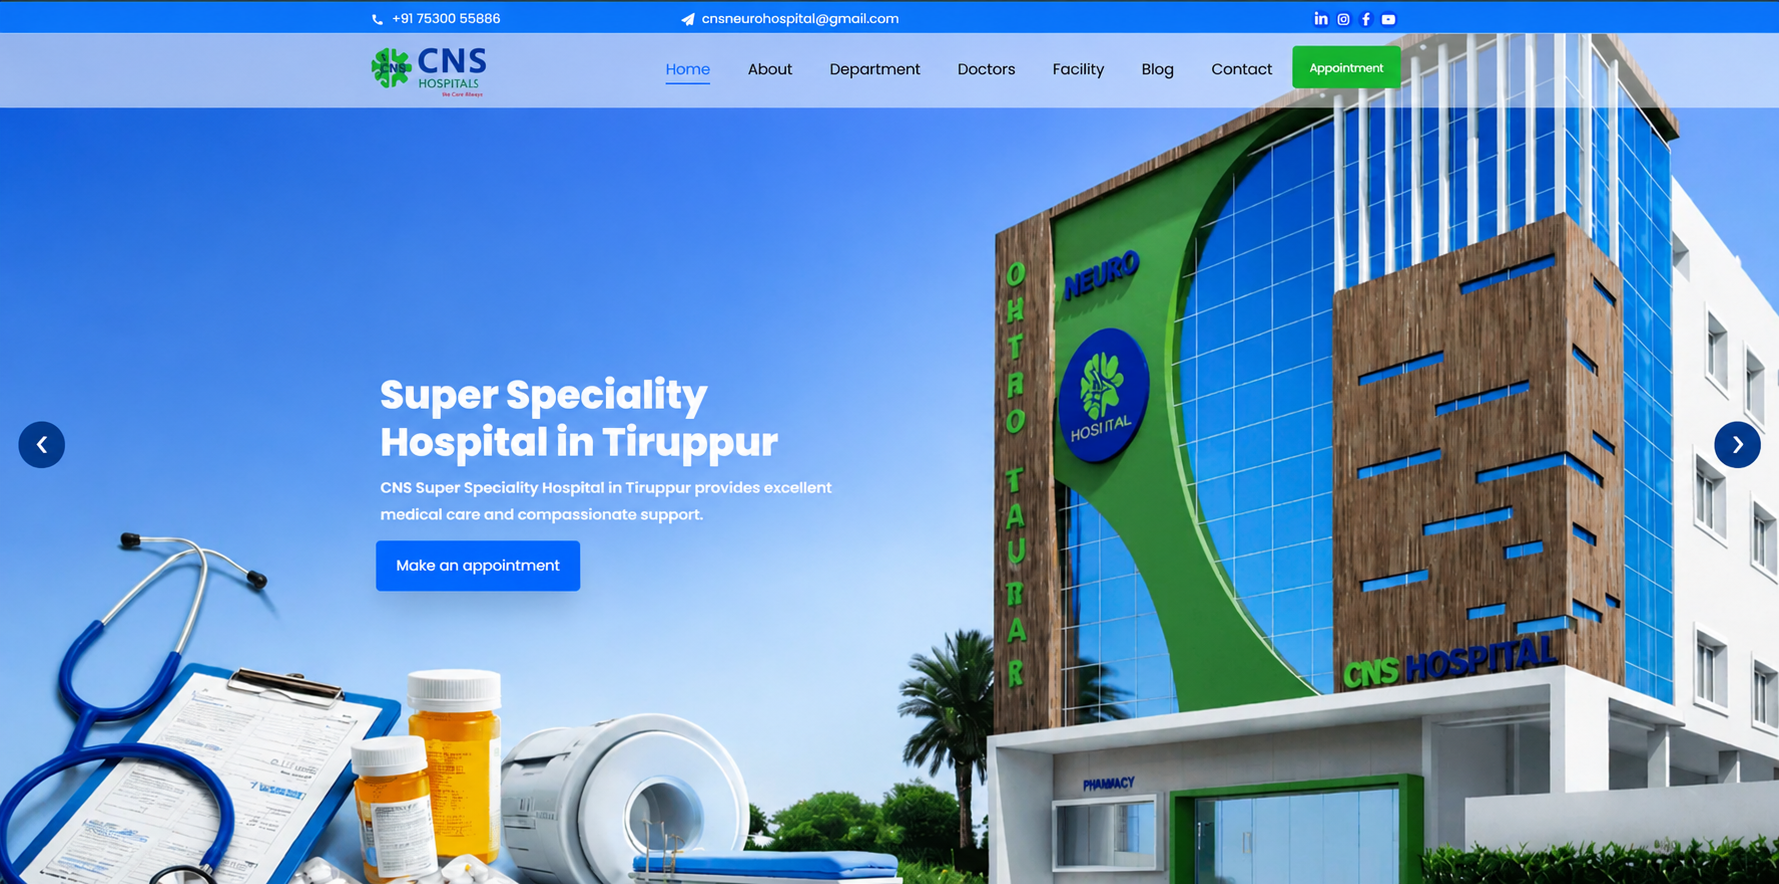 +91 75300 55886
cnsneurohospital@gmail.com
CNS
CNS
HOSPITALS
We Care Always
Home
About
Department
Doctors
Facility
Blog
Contact
Appointment
OHTRO TAURAR
NEURO
HOSIITAL
Super Speciality
Hospital in Tiruppur
CNS Super Speciality Hospital in Tiruppur provides excellent
medical care and compassionate support.
Make an appointment
CNS HOSPITAL
PHARMACY